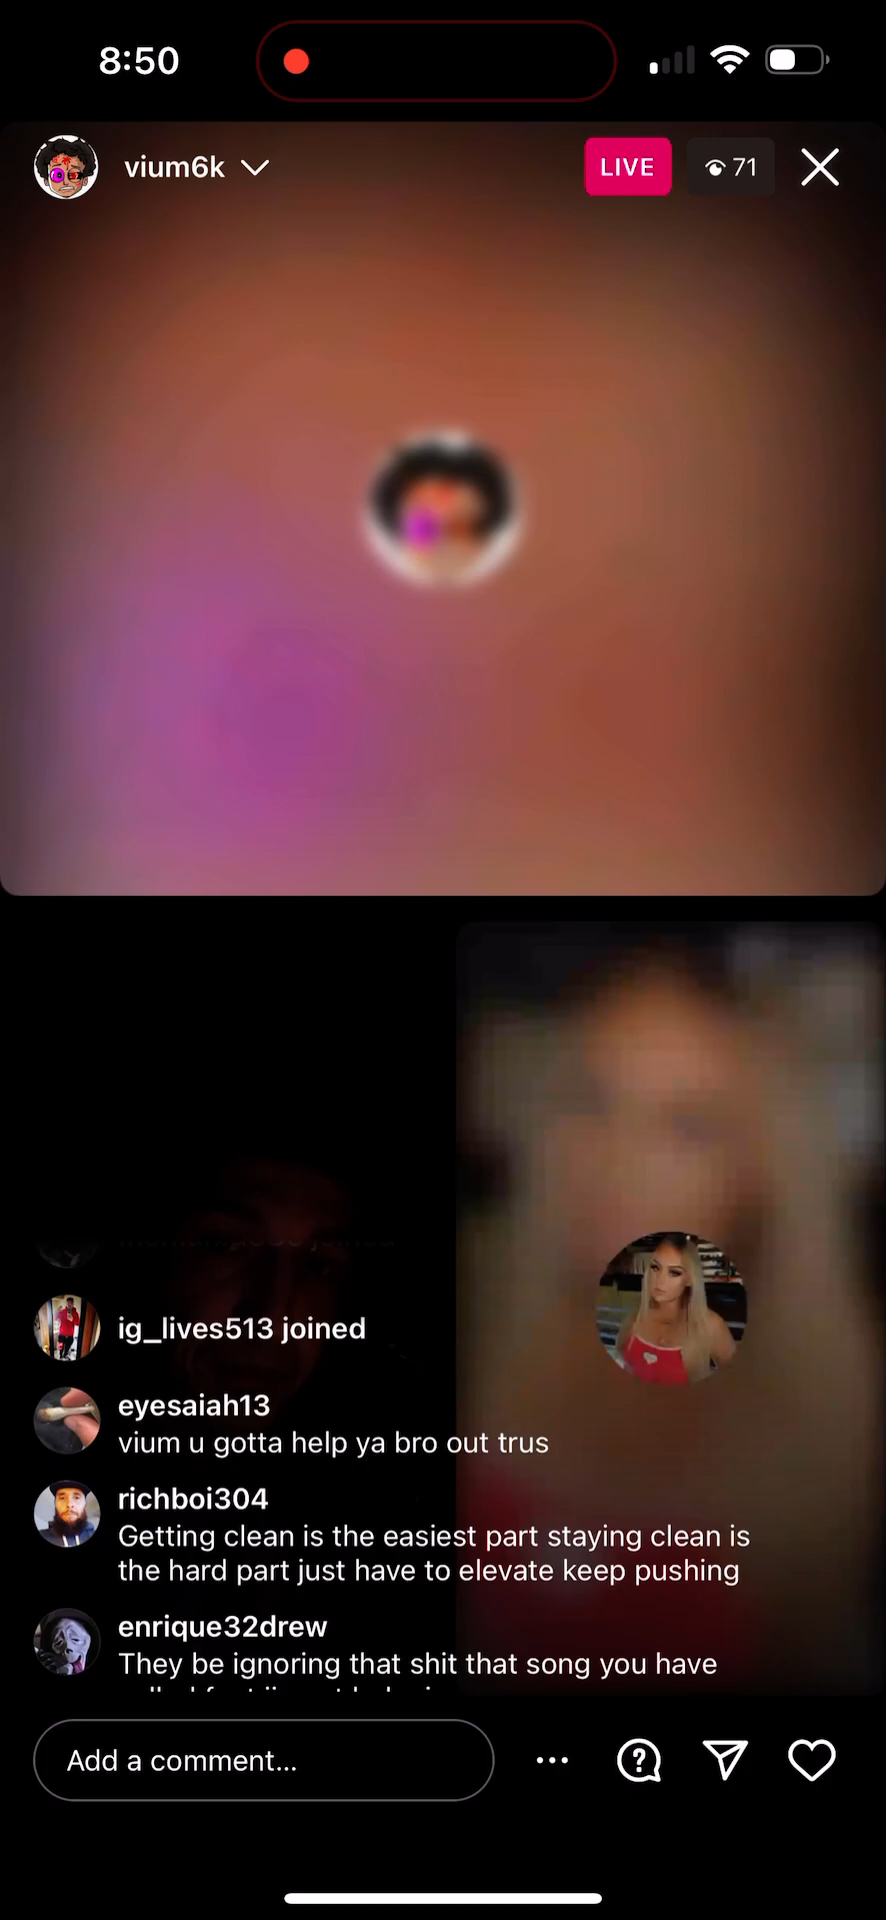 8:50
vium6k
LIVE
71
ig_lives513 joined
eyesaiah13
vium u gotta help ya bro out trus
richboi304
Getting clean is the easiest part staying clean is
the hard part just have to elevate keep pushing
enrique32drew
They be ignoring that shit that song you have
Add a comment...